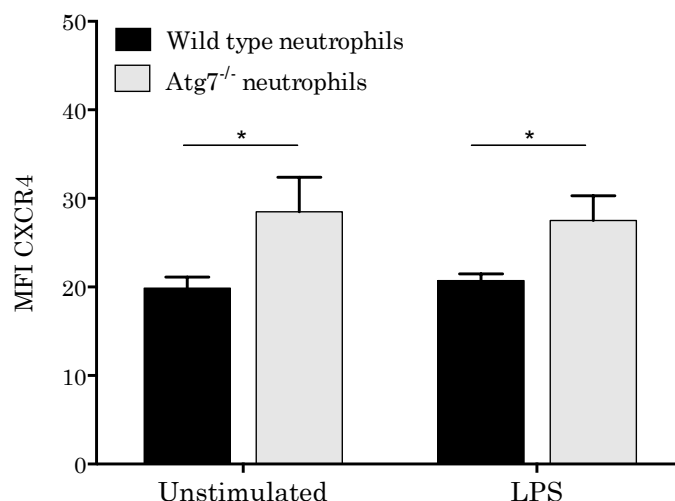 50
40
30
20
10
0
MFI CXCR4
Wild type neutrophils
Atg7-/- neutrophils
*
*
Unstimulated
LPS